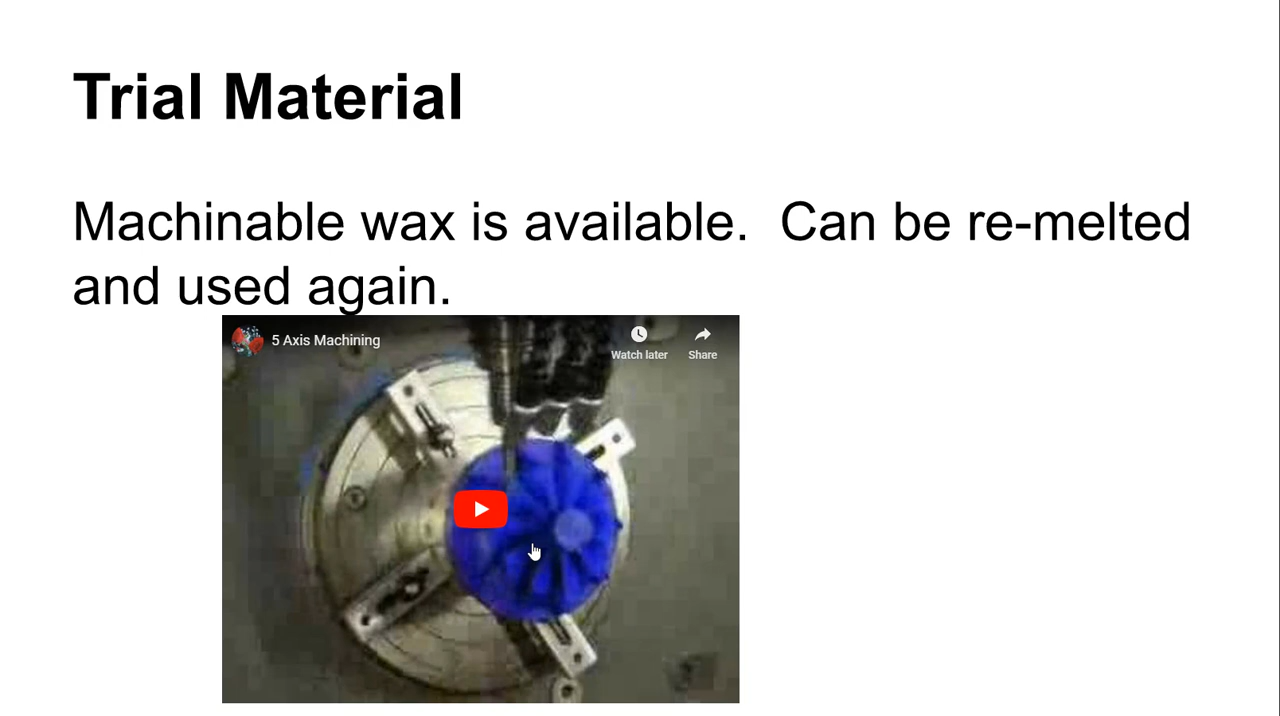 Trial Material
Machinable wax is available.  Can be re-melted
and used again.
5 Axis Machining
Watch later
Share